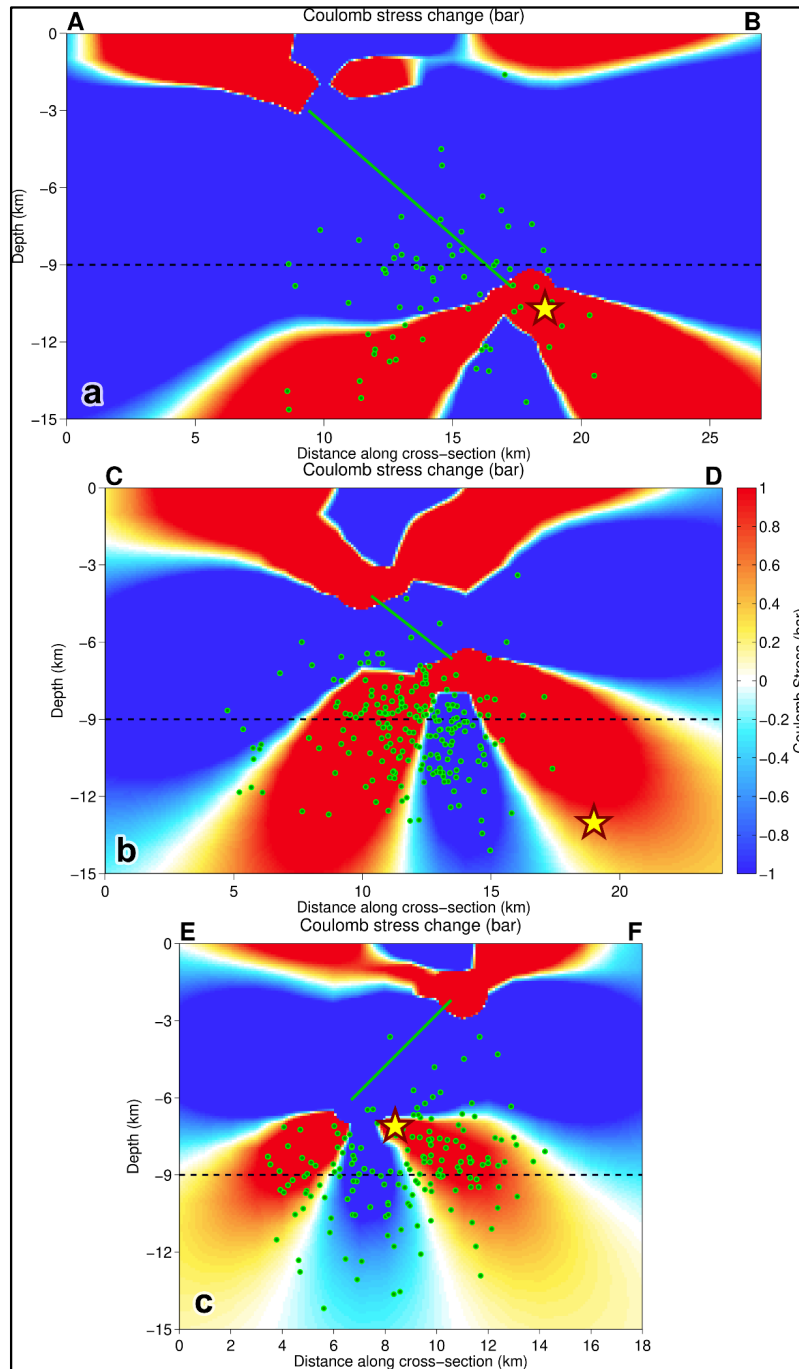 Coulomb stress change (bar)
A
B
0
-3
-6
-9
-12
-15
Depth (km)
a
0 5 10 15 20 25
Distance along cross-section (km)
Coulomb stress change (bar)
C
D
0
-3
-6
-9
-12
-15
Depth (km)
b
0 5 10 15 20
Distance along cross-section (km)
1
0.8
0.6
0.4
0.2
0
-0.2
-0.4
-0.6
-0.8
-1
Coulomb Stress (bar)
Coulomb stress change (bar)
E
F
0
-3
-6
-9
-12
-15
Depth (km)
c
0 2 4 6 8 10 12 14 16 18
Distance along cross-section (km)